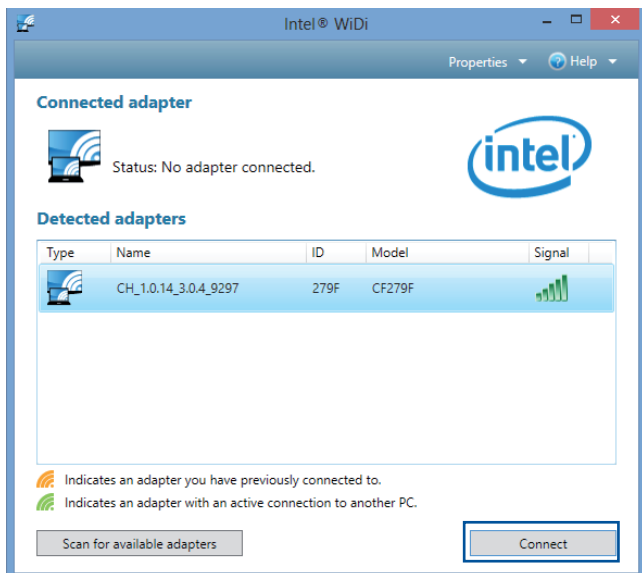 Intel® WiDi
Properties Help
Connected adapter
Status: No adapter connected.
intel
Detected adapters
Type Name ID Model Signal
CH_1.0.14_3.0.4_9297 279F CF279F
Indicates an adapter you have previously connected to.
Indicates an adapter with an active connection to another PC.
Scan for available adapters Connect